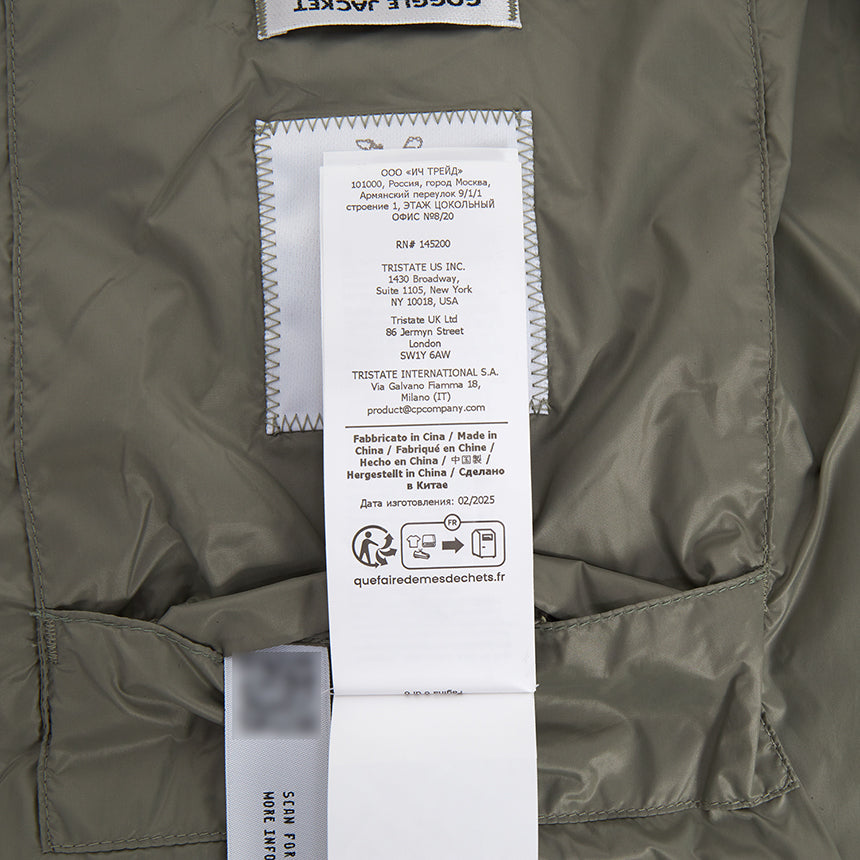 GOGGLE JACKET
ООО «ИЧ ТРЕЙД»
101000, Россия, город Москва,
Армянский переулок 9/1/1
строение 1, ЭТАЖ ЦОКОЛЬНЫЙ
ОФИС №8/20
RN# 145200
TRISTATE US INC.
1430 Broadway,
Suite 1105, New York
NY 10018, USA
Tristate UK Ltd
86 Jermyn Street
London
SW1Y 6AW
TRISTATE INTERNATIONAL S.A.
Via Galvano Fiamma 18,
Milano (IT)
product@cpcompany.com
Fabbricato in Cina / Made in
China / Fabriqué en Chine /
Hecho en China / 中国製 /
Hergestellt in China / Сделано
в Китае
Дата изготовления: 02/2025
FR
quefairedemesdechets.fr
SCAN FOR
MORE INFO